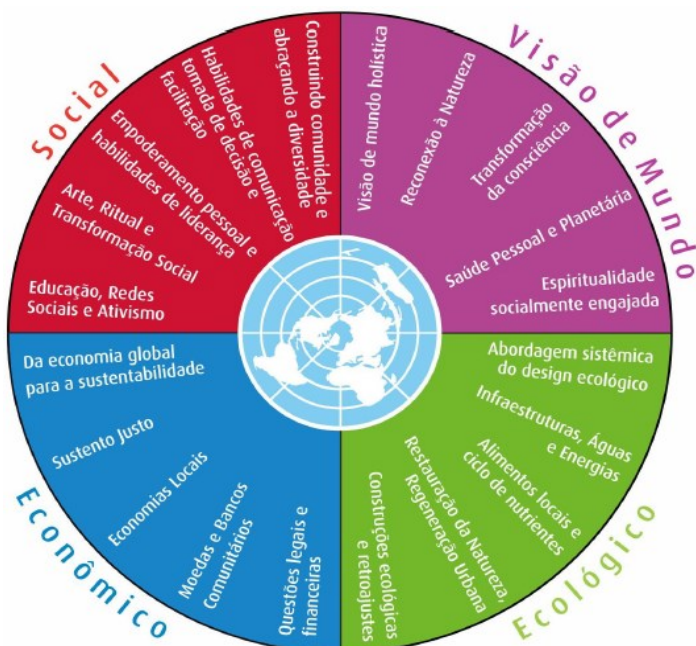 Social
Construindo comunidade e
abraçando a diversidade
Habilidades de comunicação
tomada de decisão e
facilitação
Empoderamento pessoal e
habilidades de liderança
Arte, Ritual e
Transformação Social
Educação, Redes
Sociais e Ativismo
Visão de Mundo
Visão de mundo holística
Reconexão à Natureza
Transformação
da consciência
Saúde Pessoal e Planetária
Espiritualidade
socialmente engajada
Econômico
Da economia global
para a sustentabilidade
Sustento Justo
Economias Locais
Moedas e Bancos
Comunitários
Questões legais e
financeiras
Ecológico
Abordagem sistêmica
do design ecológico
Infraestruturas, Águas
e Energias
Alimentos locais e
ciclo de nutrientes
Restauração da Natureza,
Regeneração Urbana
Construções ecológicas
e retroajustes